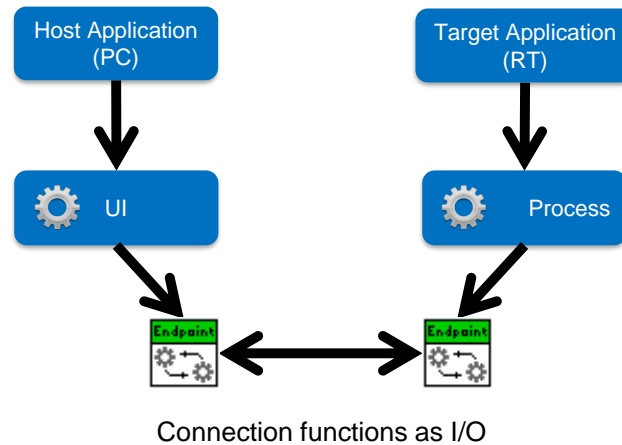 Host Application
(PC)
Target Application
(RT)
UI
Process
Endpoint
Endpoint
Connection functions as I/O